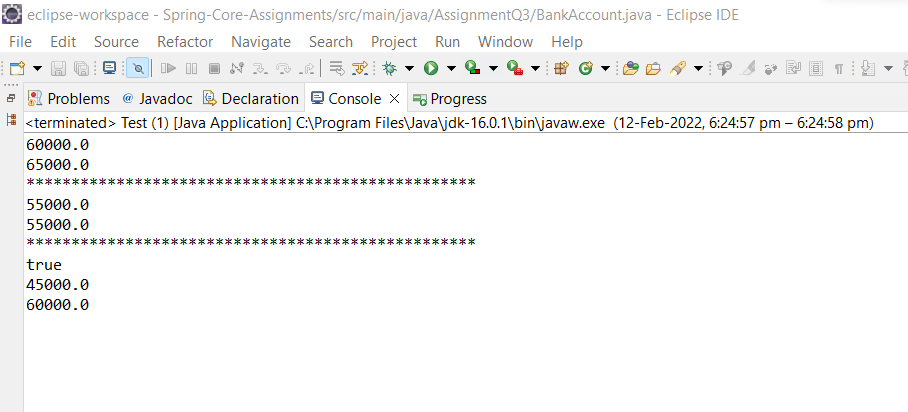 eclipse-workspace - Spring-Core-Assignments/src/main/java/AssignmentQ3/BankAccount.java - Eclipse IDE
File Edit Source Refactor Navigate Search Project Run Window Help
Problems @ Javadoc Declaration Console Progress
<terminated> Test (1) [Java Application] C:\Program Files\Java\jdk-16.0.1\bin\javaw.exe (12-Feb-2022, 6:24:57 pm – 6:24:58 pm)
60000.0
65000.0
**************************************************
55000.0
55000.0
**************************************************
true
45000.0
60000.0